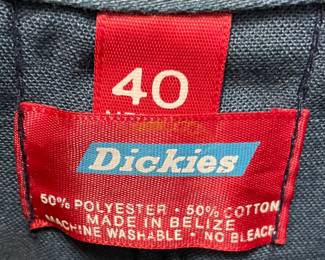 40
Dickies
50% POLYESTER • 50% COTTON
MADE IN BELIZE
MACHINE WASHABLE • NO BLEACH